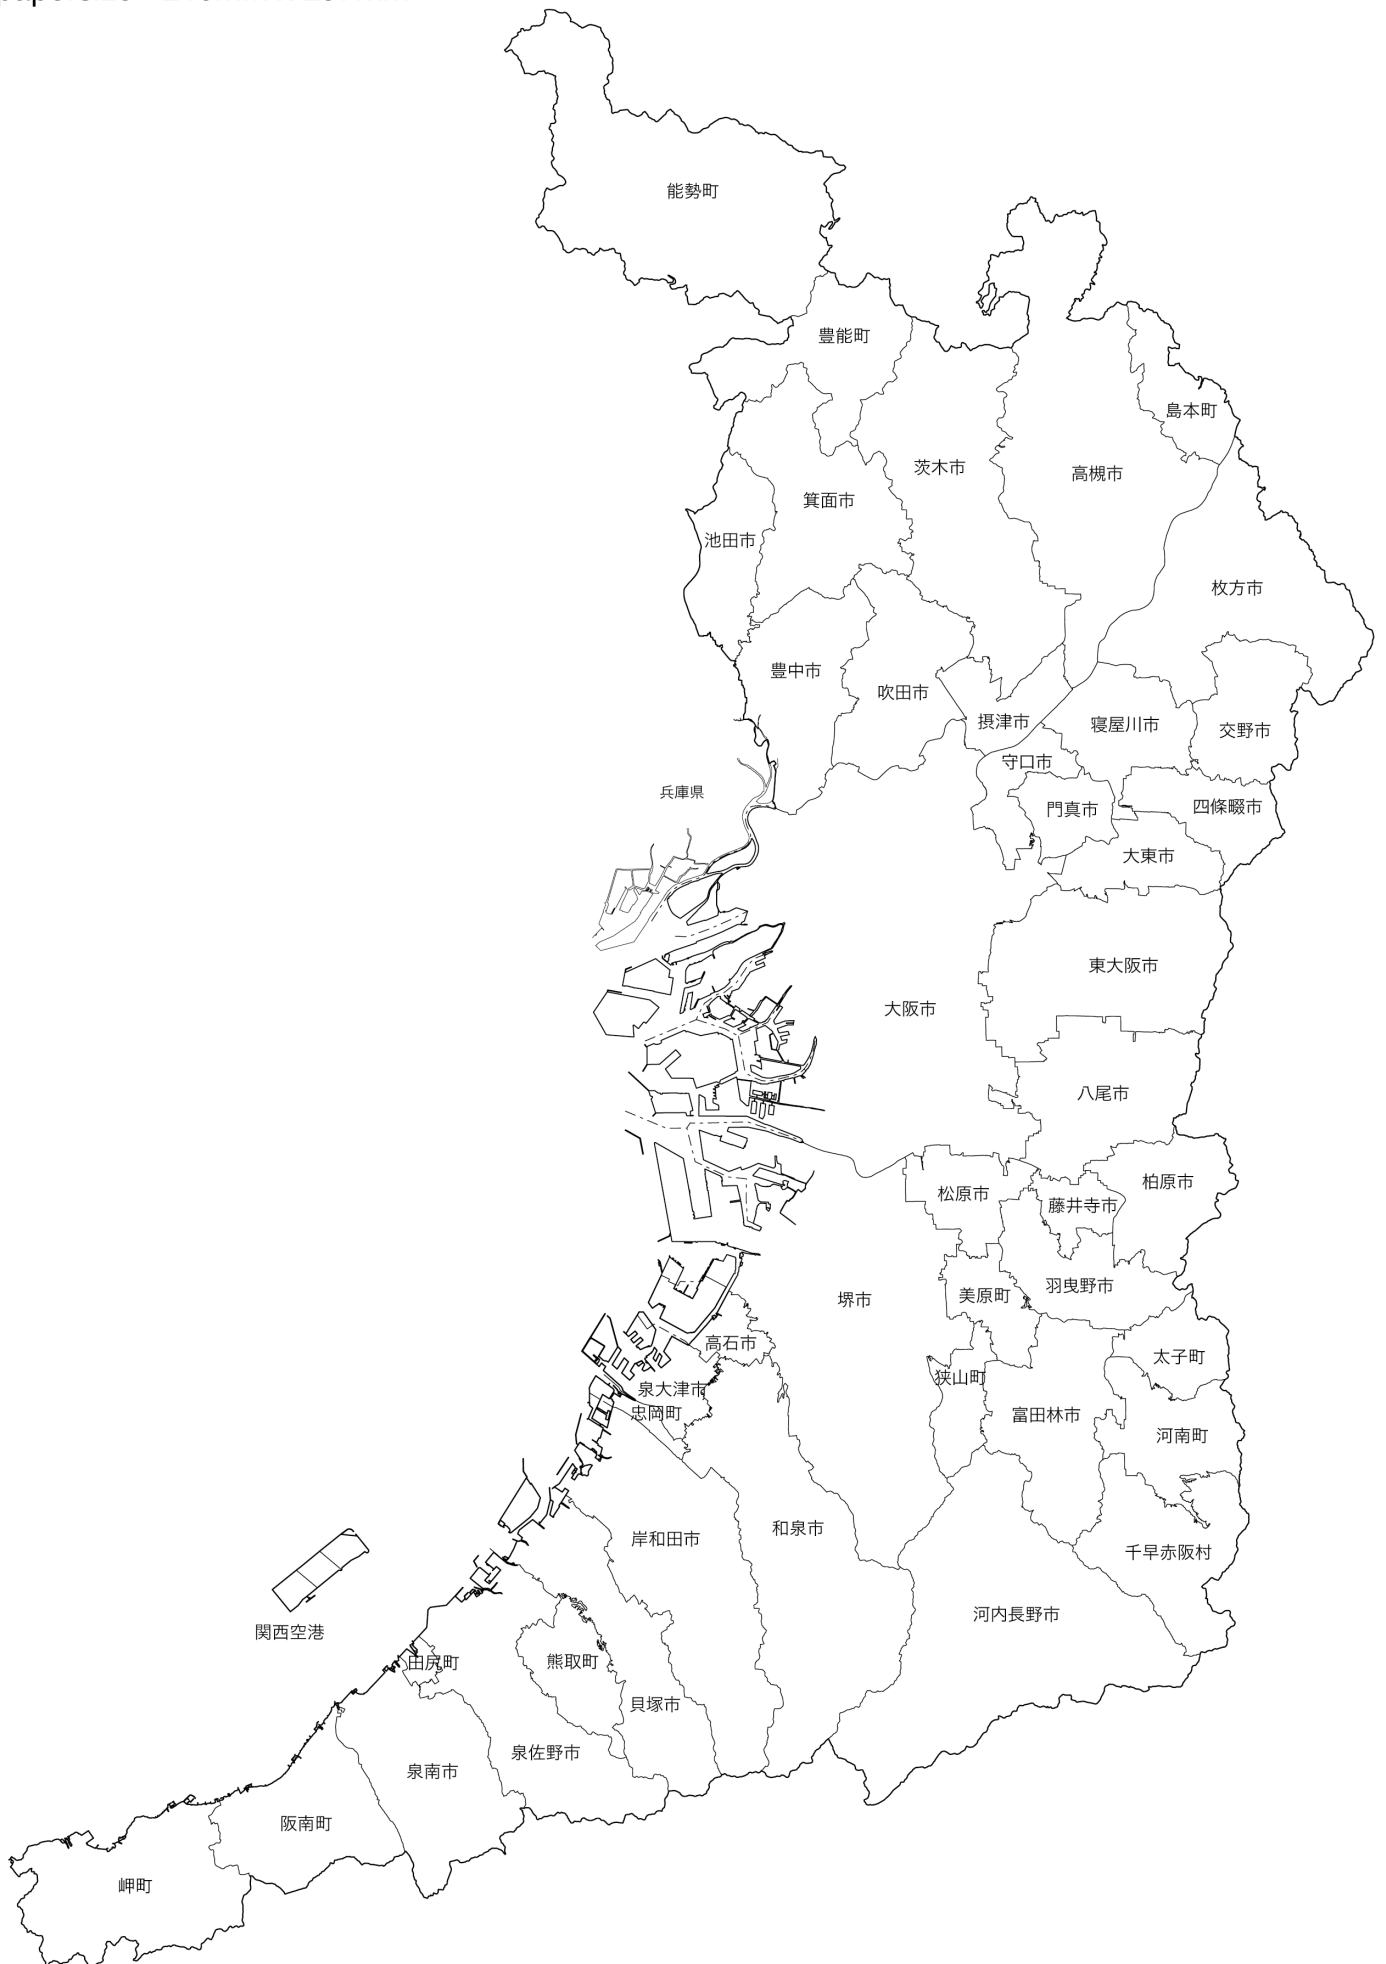 能勢町
豊能町
島本町
茨木市
高槻市
箕面市
池田市
枚方市
豊中市
吹田市
摂津市
寝屋川市
交野市
守口市
兵庫県
門真市
四條畷市
大東市
東大阪市
大阪市
八尾市
柏原市
松原市
藤井寺市
羽曳野市
美原町
堺市
高石市
太子町
狭山町
泉大津市
忠岡町
富田林市
河南町
和泉市
岸和田市
千早赤阪村
河内長野市
関西空港
田尻町
熊取町
貝塚市
泉佐野市
泉南市
阪南町
岬町